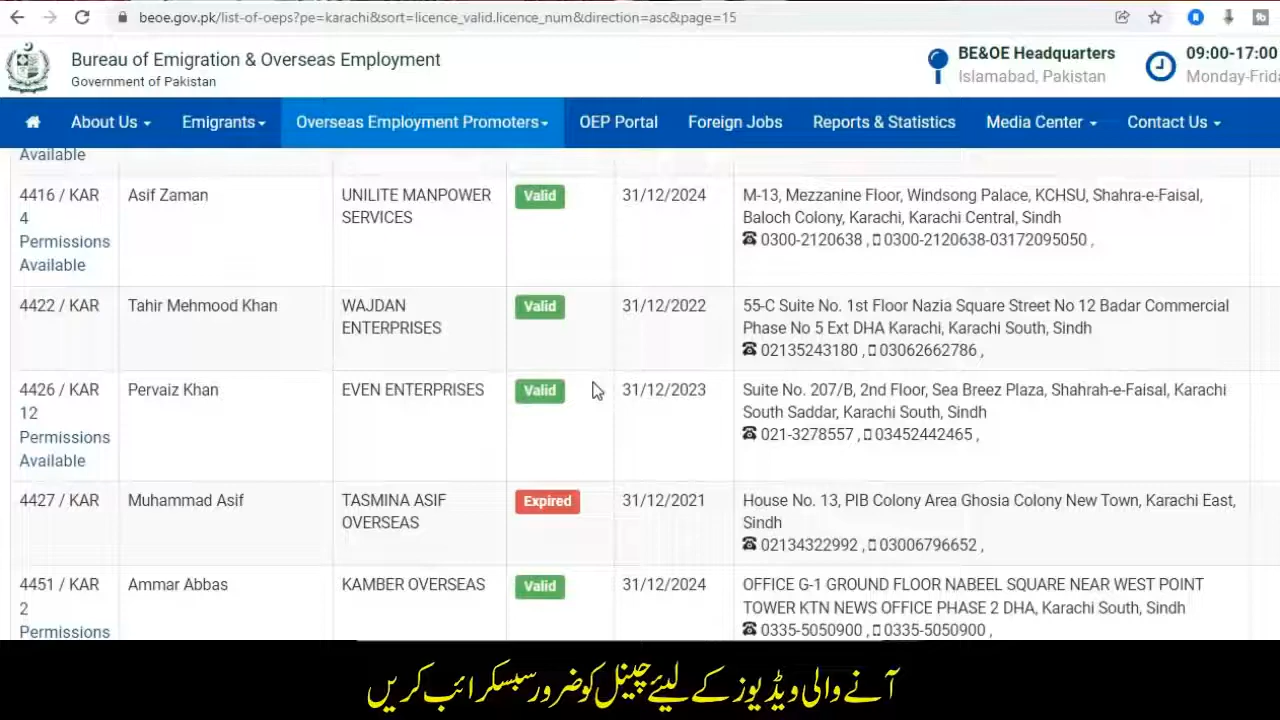 beoe.gov.pk/list-of-oeps?pe=karachi&sort=licence_valid.licence_num&direction=asc&page=15
Bureau of Emigration & Overseas Employment
Government of Pakistan
BE&OE Headquarters
Islamabad, Pakistan
09:00-17:00
Monday-Frida
About Us
Emigrants
Overseas Employment Promoters
OEP Portal
Foreign Jobs
Reports & Statistics
Media Center
Contact Us
Available
4416 / KAR
4
Permissions
Available
Asif Zaman
UNILITE MANPOWER
SERVICES
Valid
31/12/2024
M-13, Mezzanine Floor, Windsong Palace, KCHSU, Shahra-e-Faisal,
Baloch Colony, Karachi, Karachi Central, Sindh
0300-2120638 , 0300-2120638-03172095050 ,
4422 / KAR
Tahir Mehmood Khan
WAJDAN
ENTERPRISES
Valid
31/12/2022
55-C Suite No. 1st Floor Nazia Square Street No 12 Badar Commercial
Phase No 5 Ext DHA Karachi, Karachi South, Sindh
02135243180 , 03062662786 ,
4426 / KAR
12
Permissions
Available
Pervaiz Khan
EVEN ENTERPRISES
Valid
31/12/2023
Suite No. 207/B, 2nd Floor, Sea Breez Plaza, Shahrah-e-Faisal, Karachi
South Saddar, Karachi South, Sindh
021-3278557 , 03452442465 ,
4427 / KAR
Muhammad Asif
TASMINA ASIF
OVERSEAS
Expired
31/12/2021
House No. 13, PIB Colony Area Ghosia Colony New Town, Karachi East,
Sindh
02134322992 , 03006796652 ,
4451 / KAR
2
Permissions
Ammar Abbas
KAMBER OVERSEAS
Valid
31/12/2024
OFFICE G-1 GROUND FLOOR NABEEL SQUARE NEAR WEST POINT
TOWER KTN NEWS OFFICE PHASE 2 DHA, Karachi South, Sindh
0335-5050900 , 0335-5050900 ,
آنے والی ویڈیوز کے لیئے چینل کو ضرور سبسکرائب کریں